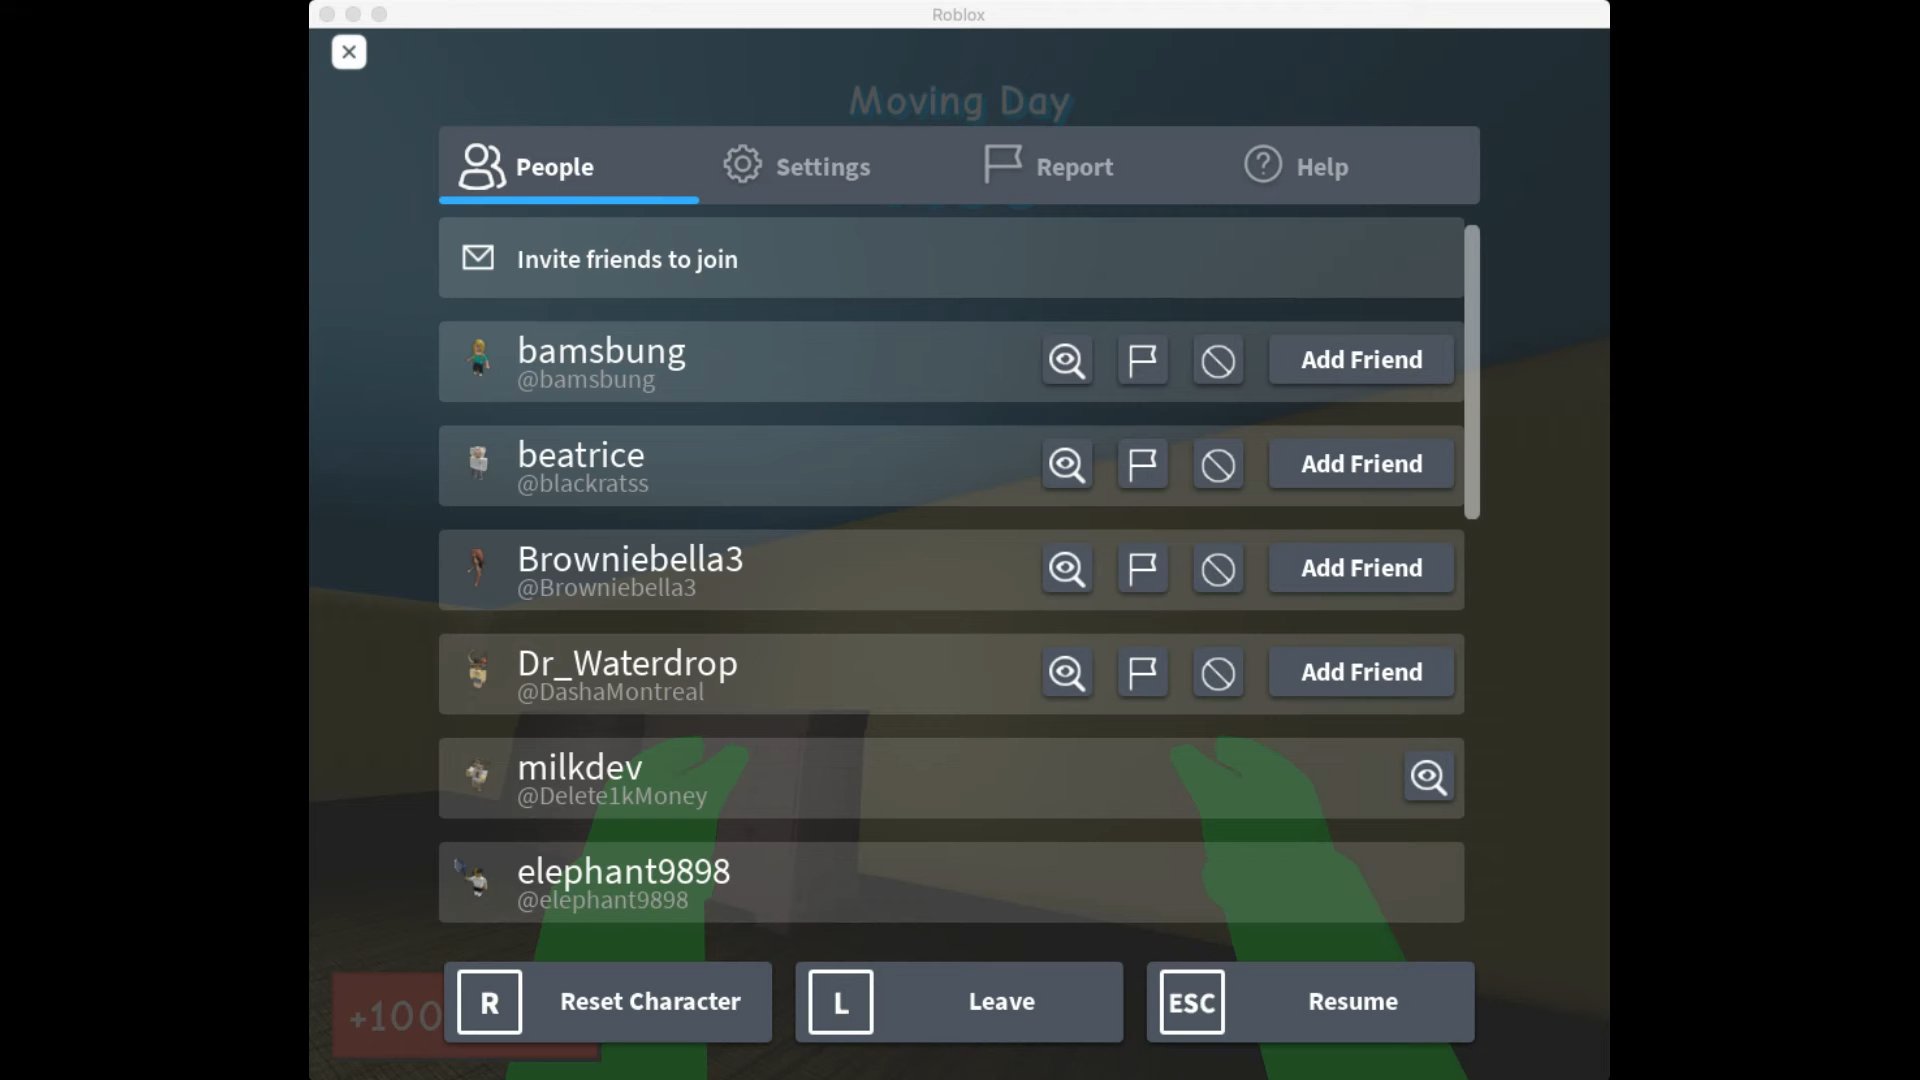 Roblox
Moving Day
People
Settings
Report
Help
Invite friends to join
bamsbung
@bamsbung
Add Friend
beatrice
@blackratss
Add Friend
Browniebella3
@Browniebella3
Add Friend
Dr_Waterdrop
@DashaMontreal
Add Friend
milkdev
@Delete1kMoney
elephant9898
@elephant9898
+100
R Reset Character
L Leave
ESC Resume